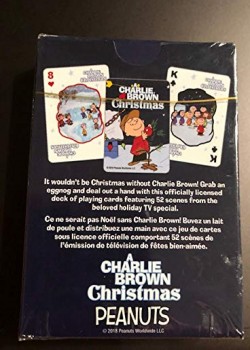 8
K
A
CHARLIE
BROWN
Christmas
It wouldn't be Christmas without Charlie Brown! Grab an
eggnog and deal out a hand with this officially licensed
deck of playing cards featuring 52 scenes from the
beloved holiday TV special.
Ce ne serait pas Noël sans Charlie Brown! Buvez un lait
de poule et distribuez une main avec ce jeu de cartes
sous licence officielle comportant 52 scènes de
l'émission de télévision de fêtes bien-aimée.
A
CHARLIE
BROWN
Christmas
PEANUTS
© 2018 Peanuts Worldwide LLC